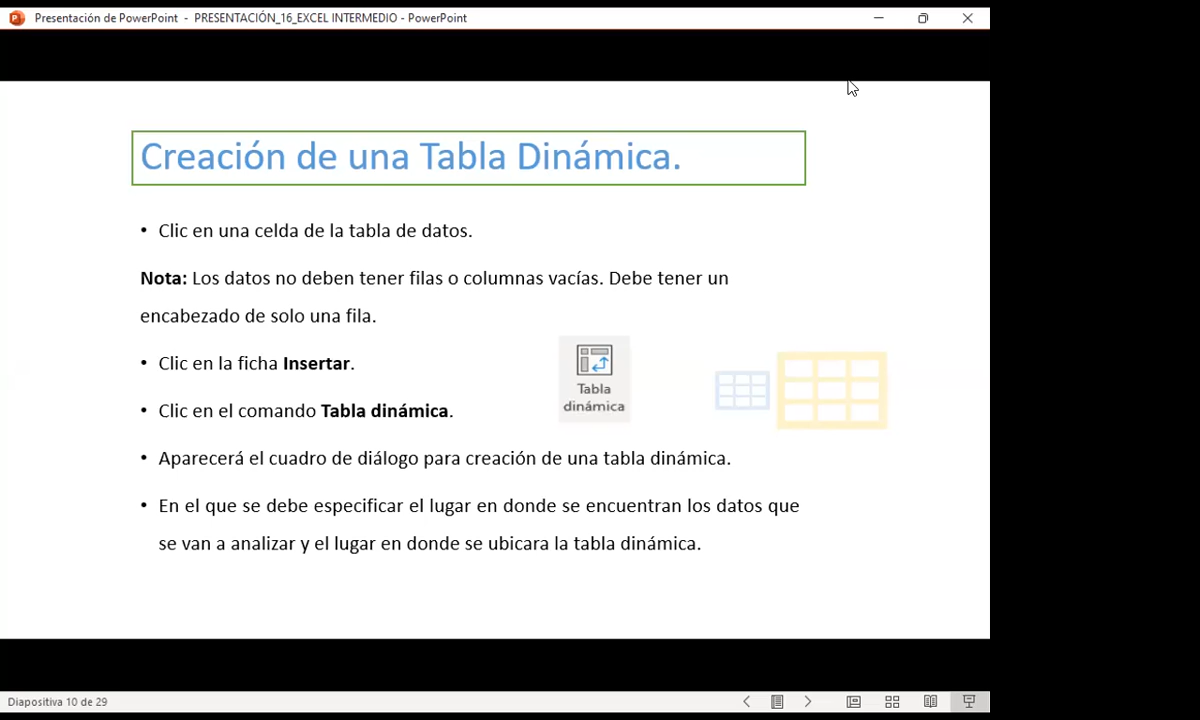 Presentación de PowerPoint - PRESENTACIÓN_16_EXCEL INTERMEDIO - PowerPoint
Creación de una Tabla Dinámica.
• Clic en una celda de la tabla de datos.
Nota: Los datos no deben tener filas o columnas vacías. Debe tener un
encabezado de solo una fila.
• Clic en la ficha Insertar.
Tabla
dinámica
• Clic en el comando Tabla dinámica.
• Aparecerá el cuadro de diálogo para creación de una tabla dinámica.
• En el que se debe especificar el lugar en donde se encuentran los datos que
se van a analizar y el lugar en donde se ubicara la tabla dinámica.
Diapositiva 10 de 29